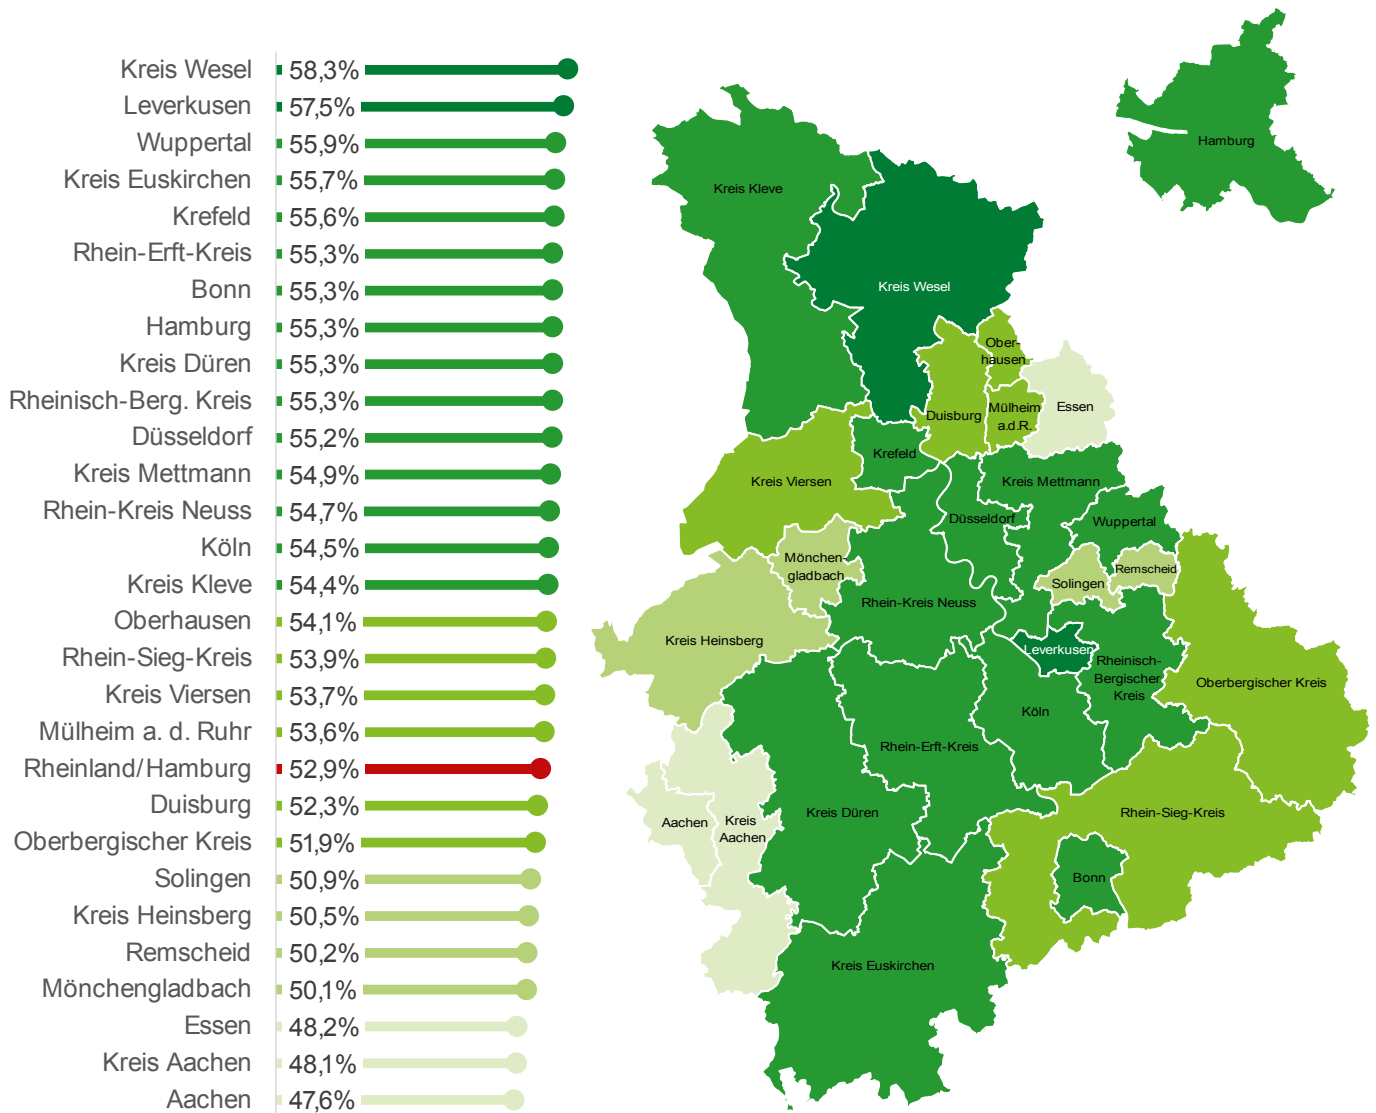 Kreis Wesel 58,3%
Leverkusen 57,5%
Wuppertal 55,9%
Kreis Euskirchen 55,7%
Krefeld 55,6%
Rhein-Erft-Kreis 55,3%
Bonn 55,3%
Hamburg 55,3%
Kreis Düren 55,3%
Rheinisch-Berg. Kreis 55,3%
Düsseldorf 55,2%
Kreis Mettmann 54,9%
Rhein-Kreis Neuss 54,7%
Köln 54,5%
Kreis Kleve 54,4%
Oberhausen 54,1%
Rhein-Sieg-Kreis 53,9%
Kreis Viersen 53,7%
Mülheim a. d. Ruhr 53,6%
Rheinland/Hamburg 52,9%
Duisburg 52,3%
Oberbergischer Kreis 51,9%
Solingen 50,9%
Kreis Heinsberg 50,5%
Remscheid 50,2%
Mönchengladbach 50,1%
Essen 48,2%
Kreis Aachen 48,1%
Aachen 47,6%
Hamburg
Kreis Kleve
Kreis Wesel
Ober-
hausen
Essen
Duisburg
Mülheim
a.d.R.
Krefeld
Kreis Viersen
Kreis Mettmann
Düsseldorf
Wuppertal
Mönchen-
gladbach
Remscheid
Solingen
Rhein-Kreis Neuss
Kreis Heinsberg
Leverkusen
Rheinisch-
Bergischer
Kreis
Oberbergischer Kreis
Köln
Rhein-Erft-Kreis
Kreis Düren
Rhein-Sieg-Kreis
Aachen
Kreis
Aachen
Bonn
Kreis Euskirchen